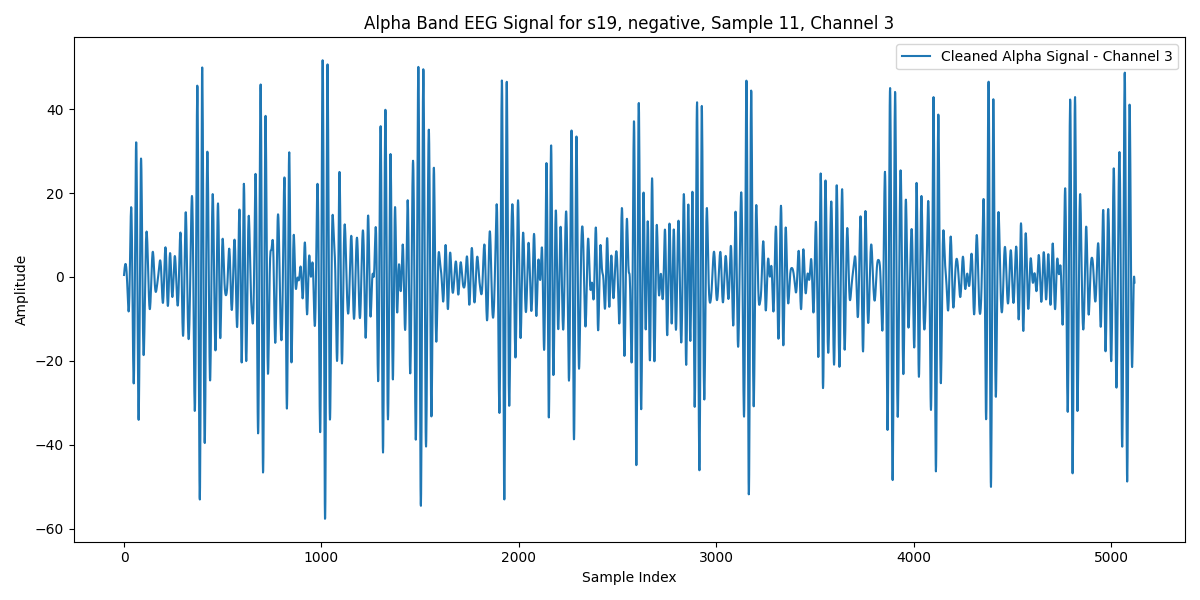 Alpha Band EEG Signal for s19, negative, Sample 11, Channel 3
Cleaned Alpha Signal - Channel 3
Amplitude
40
20
0
−20
−40
−60
0 1000 2000 3000 4000 5000
Sample Index